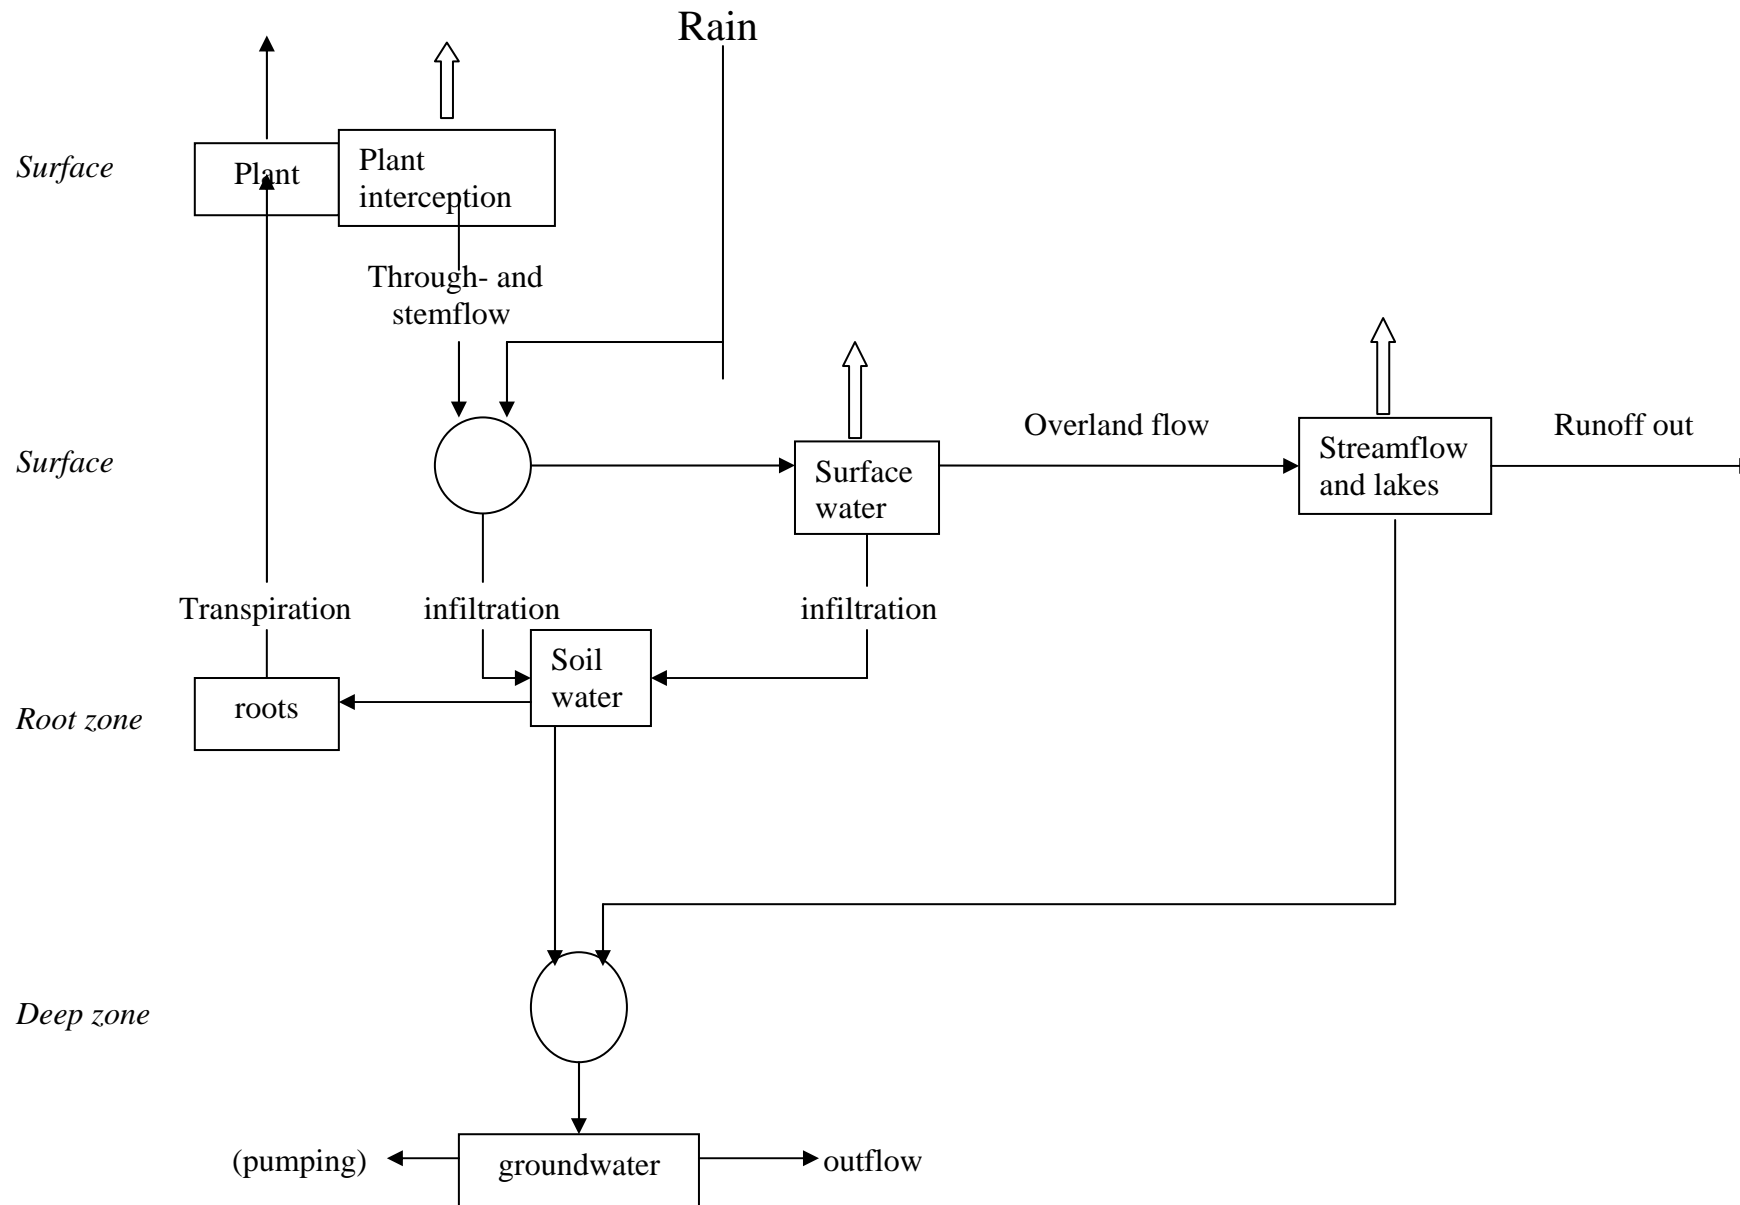 Rain
Surface
Plant
Plant
interception
Through- and
stemflow
Surface
Surface
water
Overland flow
Streamflow
and lakes
Runoff out
Transpiration
infiltration
infiltration
Soil
water
Root zone
roots
Deep zone
(pumping)
groundwater
outflow